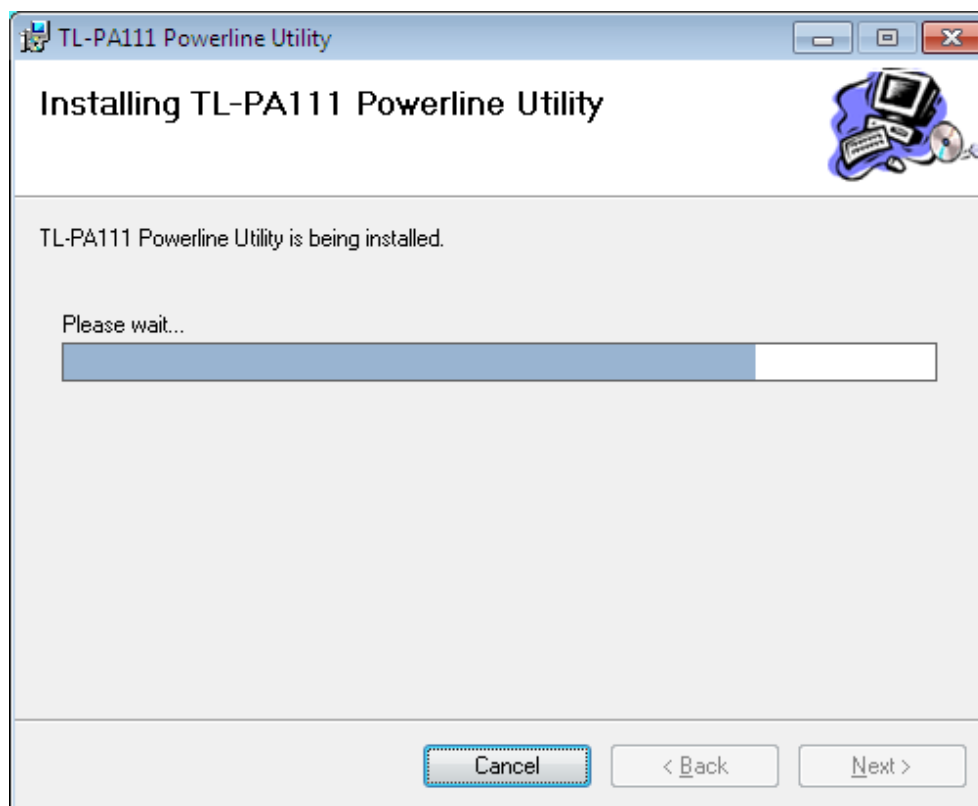 TL-PA111 Powerline Utility
Installing TL-PA111 Powerline Utility
TL-PA111 Powerline Utility is being installed.
Please wait...
Cancel
< Back
Next >